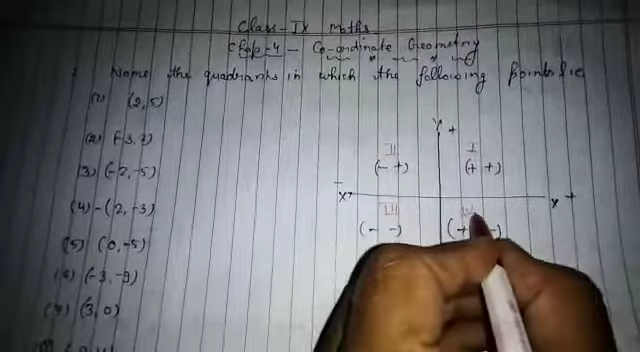 Class - IX Maths
Chap-4 - Co-ordinate Geometry
Name the quadrants in which the following points lie
(1) (2, 5)
(2) (-3, 2)
(3) (-2, -5)
(4) - (2, -3)
(5) (0, -5)
(6) (-3, -9)
(7) (3, 0)
Y +
II I
(- +) (+ +)
- X' X +
III IV
(- -) (+ -)